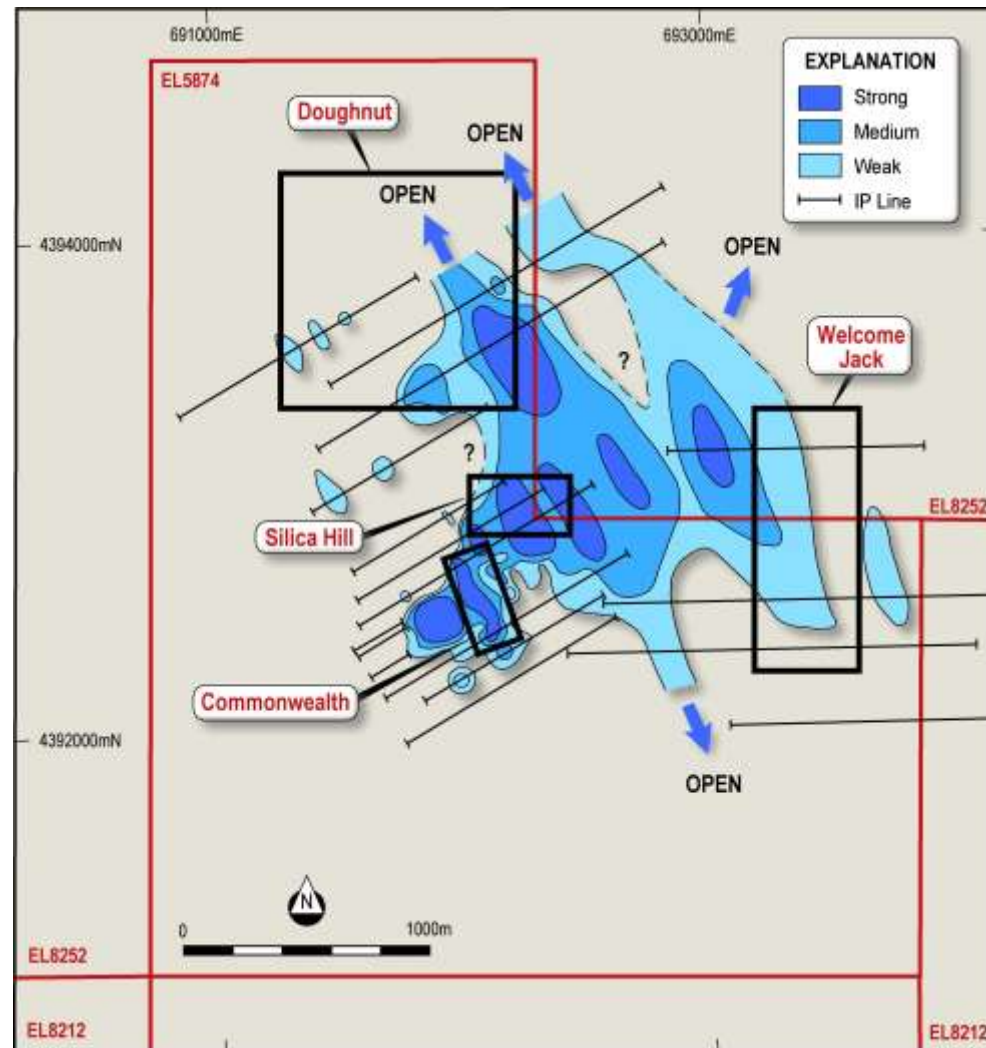 691000mE
693000mE
EL5874
EXPLANATION
Strong
Medium
Weak
IP Line
Doughnut
OPEN
OPEN
4394000mN
OPEN
Welcome
Jack
?
?
EL8252
Silica Hill
Commonwealth
4392000mN
OPEN
N
0
1000m
EL8252
EL8212
EL8212